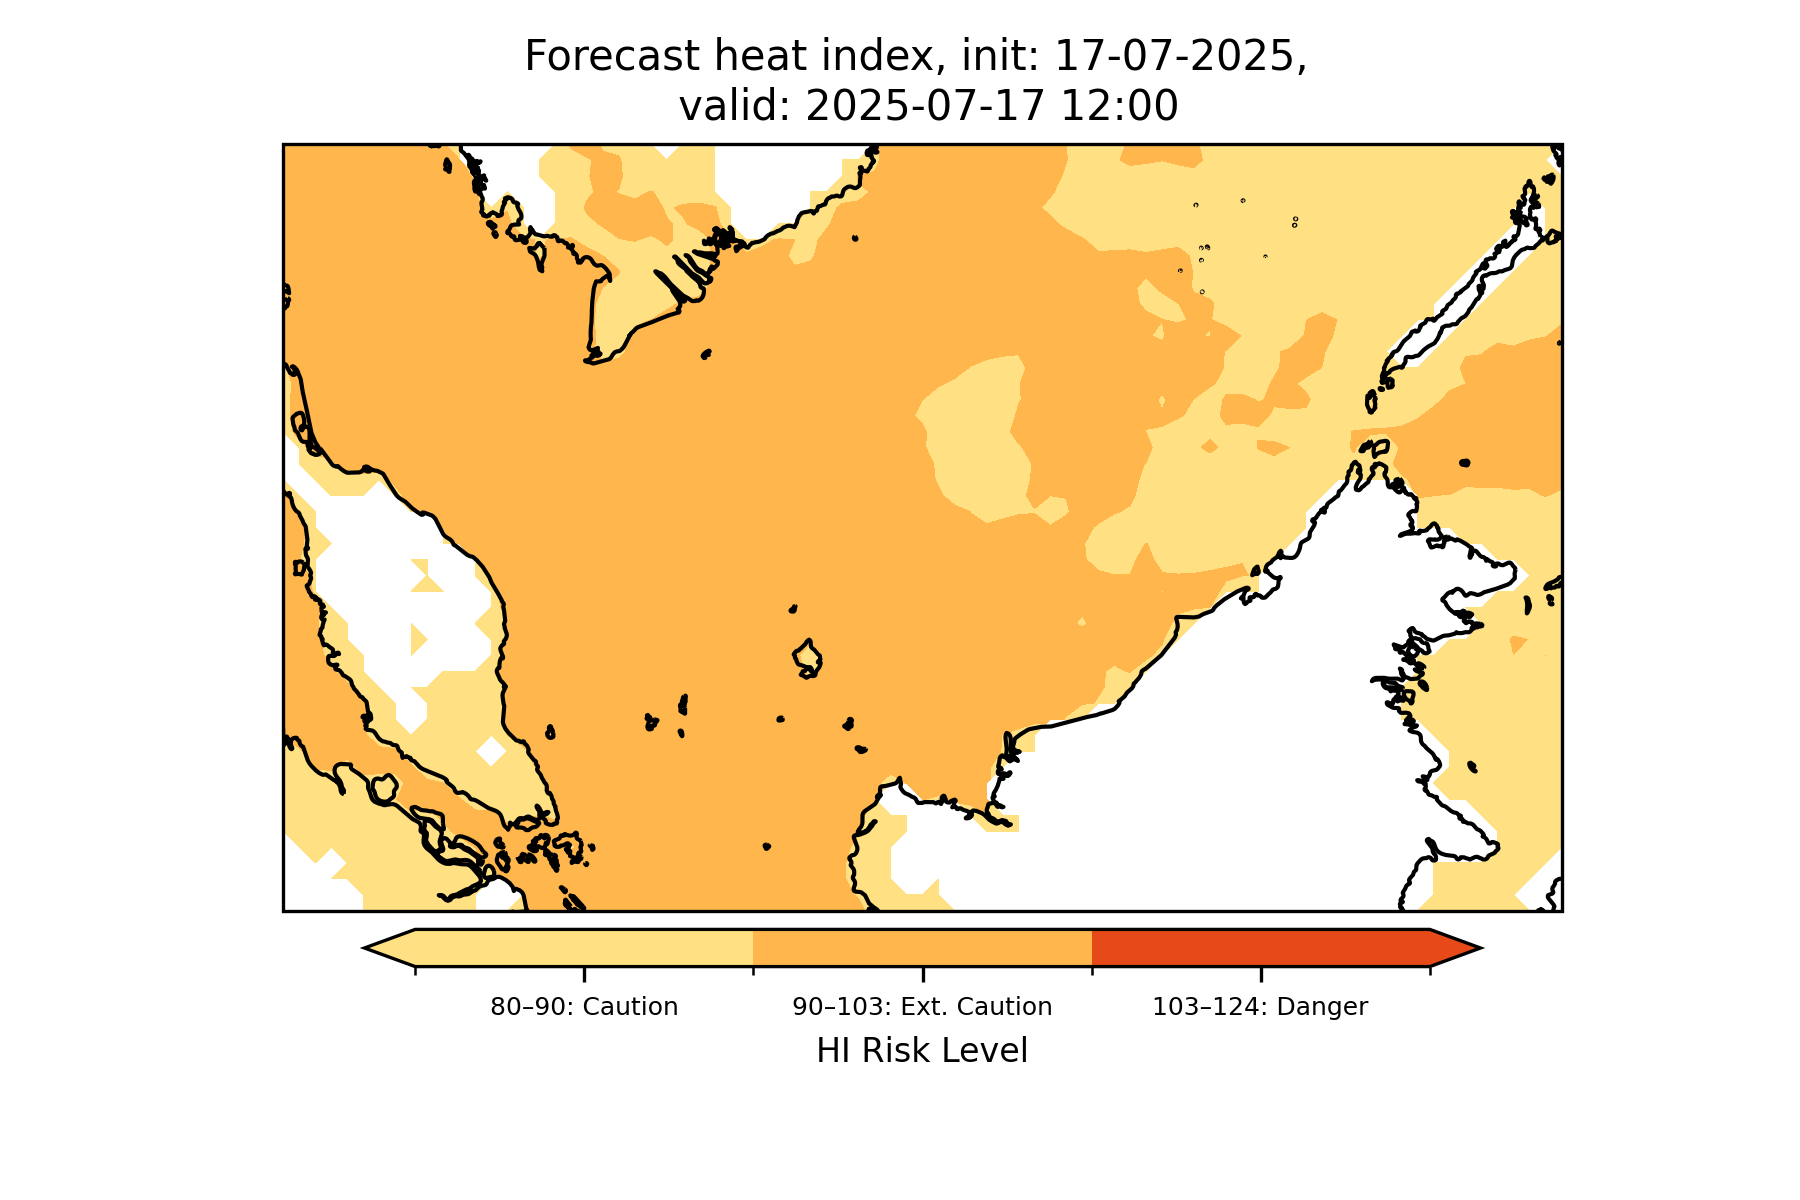 Forecast heat index, init: 17-07-2025,
valid: 2025-07-17 12:00
80–90: Caution
90–103: Ext. Caution
103–124: Danger
HI Risk Level